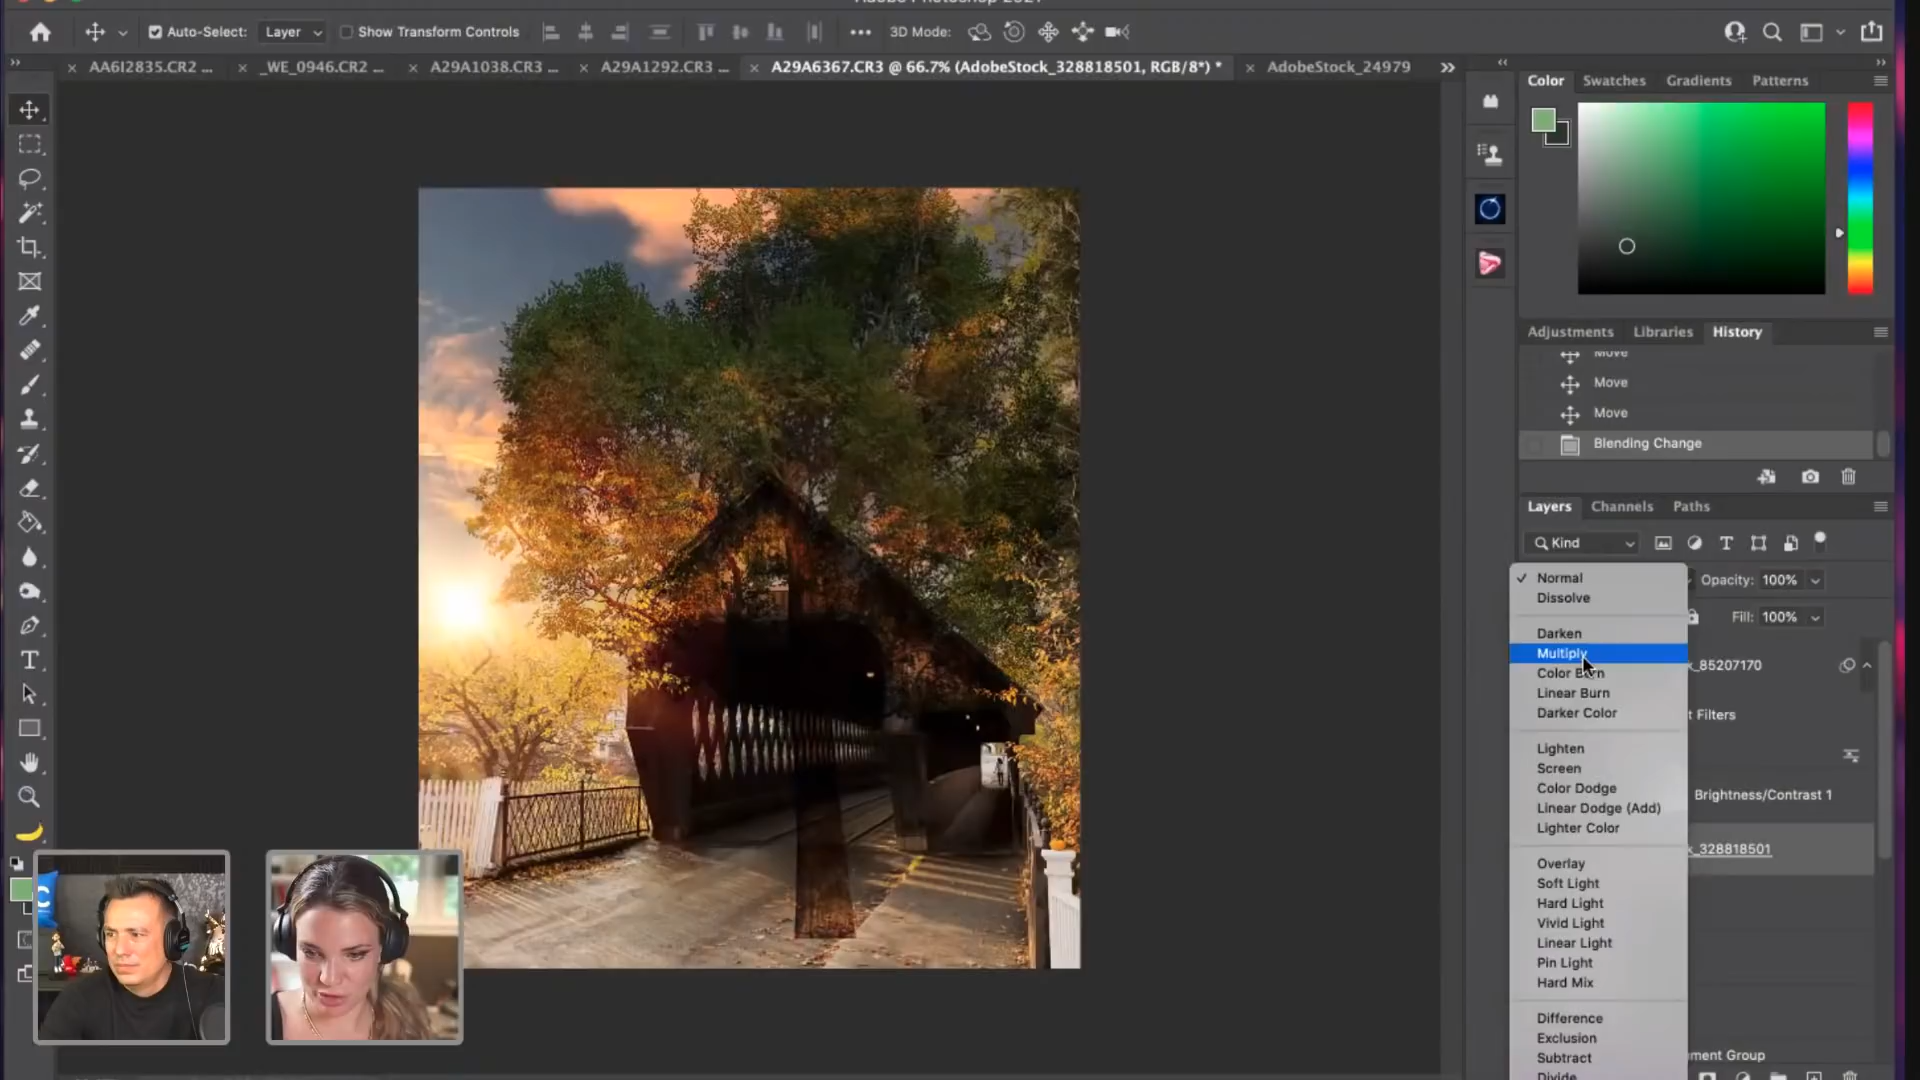 Auto-Select: Layer Show Transform Controls 3D Mode:
AA6I2835.CR2 ... _WE_0946.CR2 ... A29A1038.CR3 ... A29A1292.CR3 ... A29A6367.CR3 @ 66.7% (AdobeStock_328818501, RGB/8*) * AdobeStock_24979
Color Swatches Gradients Patterns
Adjustments Libraries History
Move
Move
Move
Blending Change
Layers Channels Paths
Kind
Normal
Opacity: 100%
Dissolve
Fill: 100%
Darken
Multiply
k_85207170
Color Burn
Linear Burn
Darker Color
t Filters
Lighten
Screen
Color Dodge
Brightness/Contrast 1
Linear Dodge (Add)
Lighter Color
k_328818501
Overlay
Soft Light
Hard Light
Vivid Light
Linear Light
Pin Light
Hard Mix
Difference
Exclusion
Subtract
ment Group
Divide